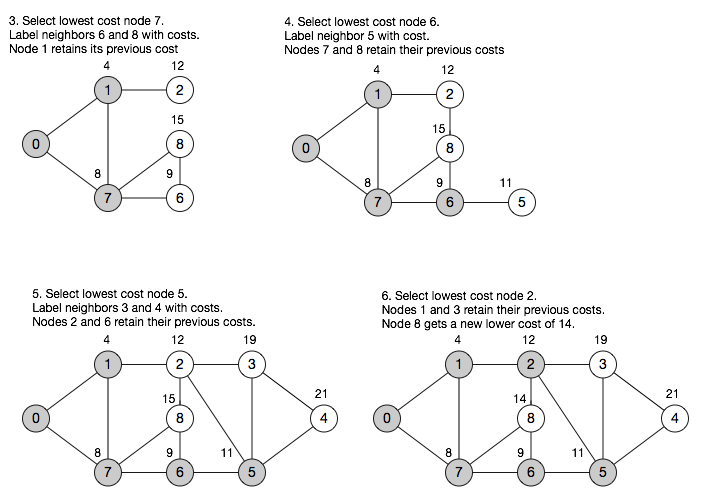 3. Select lowest cost node 7.
Label neighbors 6 and 8 with costs.
Node 1 retains its previous cost
4 12
1 2
15
0 8
8 9
7 6
4. Select lowest cost node 6.
Label neighbor 5 with cost.
Nodes 7 and 8 retain their previous costs
4 12
1 2
15
0 8
8 9 11
7 6 5
5. Select lowest cost node 5.
Label neighbors 3 and 4 with costs.
Nodes 2 and 6 retain their previous costs.
4 12 19
1 2 3
15 21
0 8 4
8 9 11
7 6 5
6. Select lowest cost node 2.
Nodes 1 and 3 retain their previous costs.
Node 8 gets a new lower cost of 14.
4 12 19
1 2 3
14 21
0 8 4
8 9 11
7 6 5